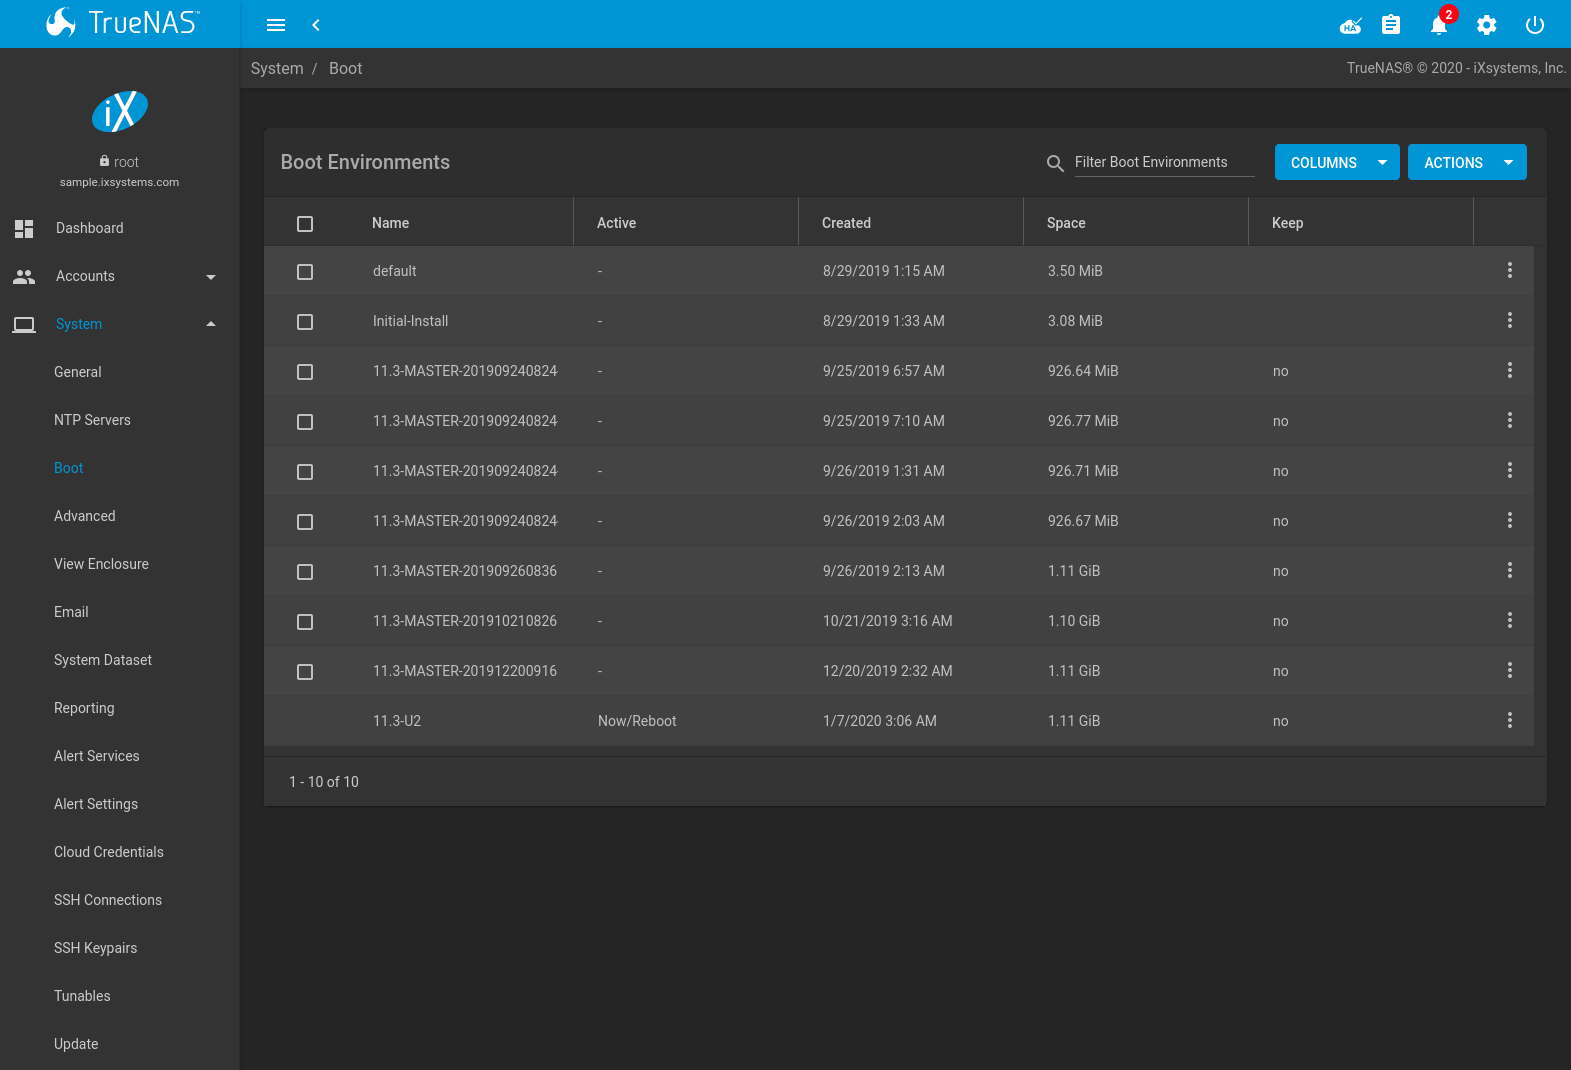 TrueNAS™
HA
2
System / Boot
TrueNAS® © 2020 - iXsystems, Inc.
iX
root
sample.ixsystems.com
Dashboard
Accounts
System
General
NTP Servers
Boot
Advanced
View Enclosure
Email
System Dataset
Reporting
Alert Services
Alert Settings
Cloud Credentials
SSH Connections
SSH Keypairs
Tunables
Update
Boot Environments
Filter Boot Environments
COLUMNS
ACTIONS
Name Active Created Space Keep
default - 8/29/2019 1:15 AM 3.50 MiB
Initial-Install - 8/29/2019 1:33 AM 3.08 MiB
11.3-MASTER-201909240824 - 9/25/2019 6:57 AM 926.64 MiB no
11.3-MASTER-201909240824 - 9/25/2019 7:10 AM 926.77 MiB no
11.3-MASTER-201909240824 - 9/26/2019 1:31 AM 926.71 MiB no
11.3-MASTER-201909240824 - 9/26/2019 2:03 AM 926.67 MiB no
11.3-MASTER-201909260836 - 9/26/2019 2:13 AM 1.11 GiB no
11.3-MASTER-201910210826 - 10/21/2019 3:16 AM 1.10 GiB no
11.3-MASTER-201912200916 - 12/20/2019 2:32 AM 1.11 GiB no
11.3-U2 Now/Reboot 1/7/2020 3:06 AM 1.11 GiB no
1 - 10 of 10